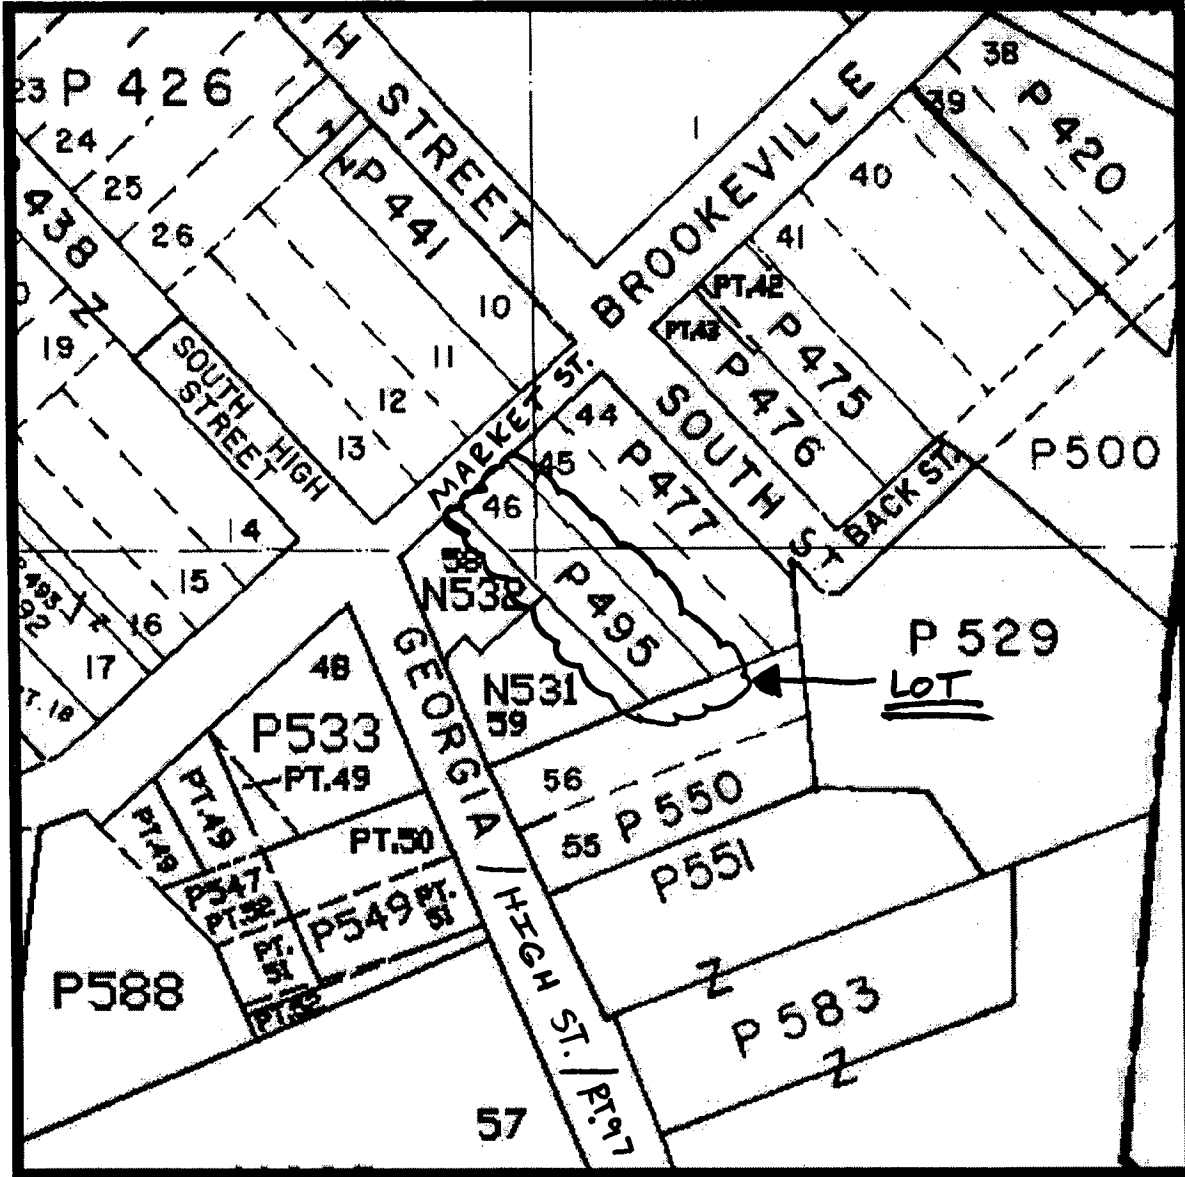 H STREET
23
P 426
24
25
26
438
Z
Z
P 441
1
BROOKEVILLE
38
39
P 420
40
41
PT.42
PT.43
P 475
P 476
10
11
12
13
19
SOUTH HIGH
STREET
MARKET ST.
44
45
46
P 477
SOUTH ST
BACK ST.
P500
14
15
16
17
58
N532
P 495
P 529
LOT
48
N531
59
P533
PT.49
PT.49
PT.49
GEORGIA / HIGH ST. / RT.97
56
55
P 550
P551
PT.50
P547
PT.52
P549
PT.
51
PT.
51
P588
Z
P 583
Z
57